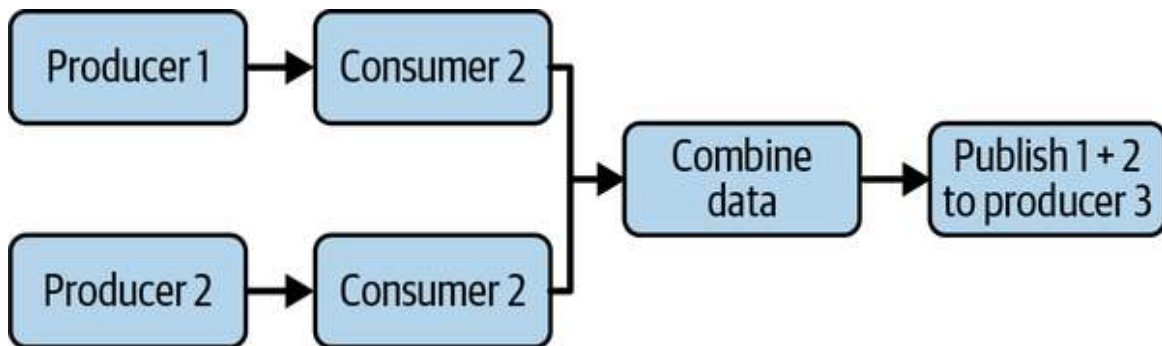 Producer 1
Consumer 2
Combine
data
Publish 1 + 2
to producer 3
Producer 2
Consumer 2